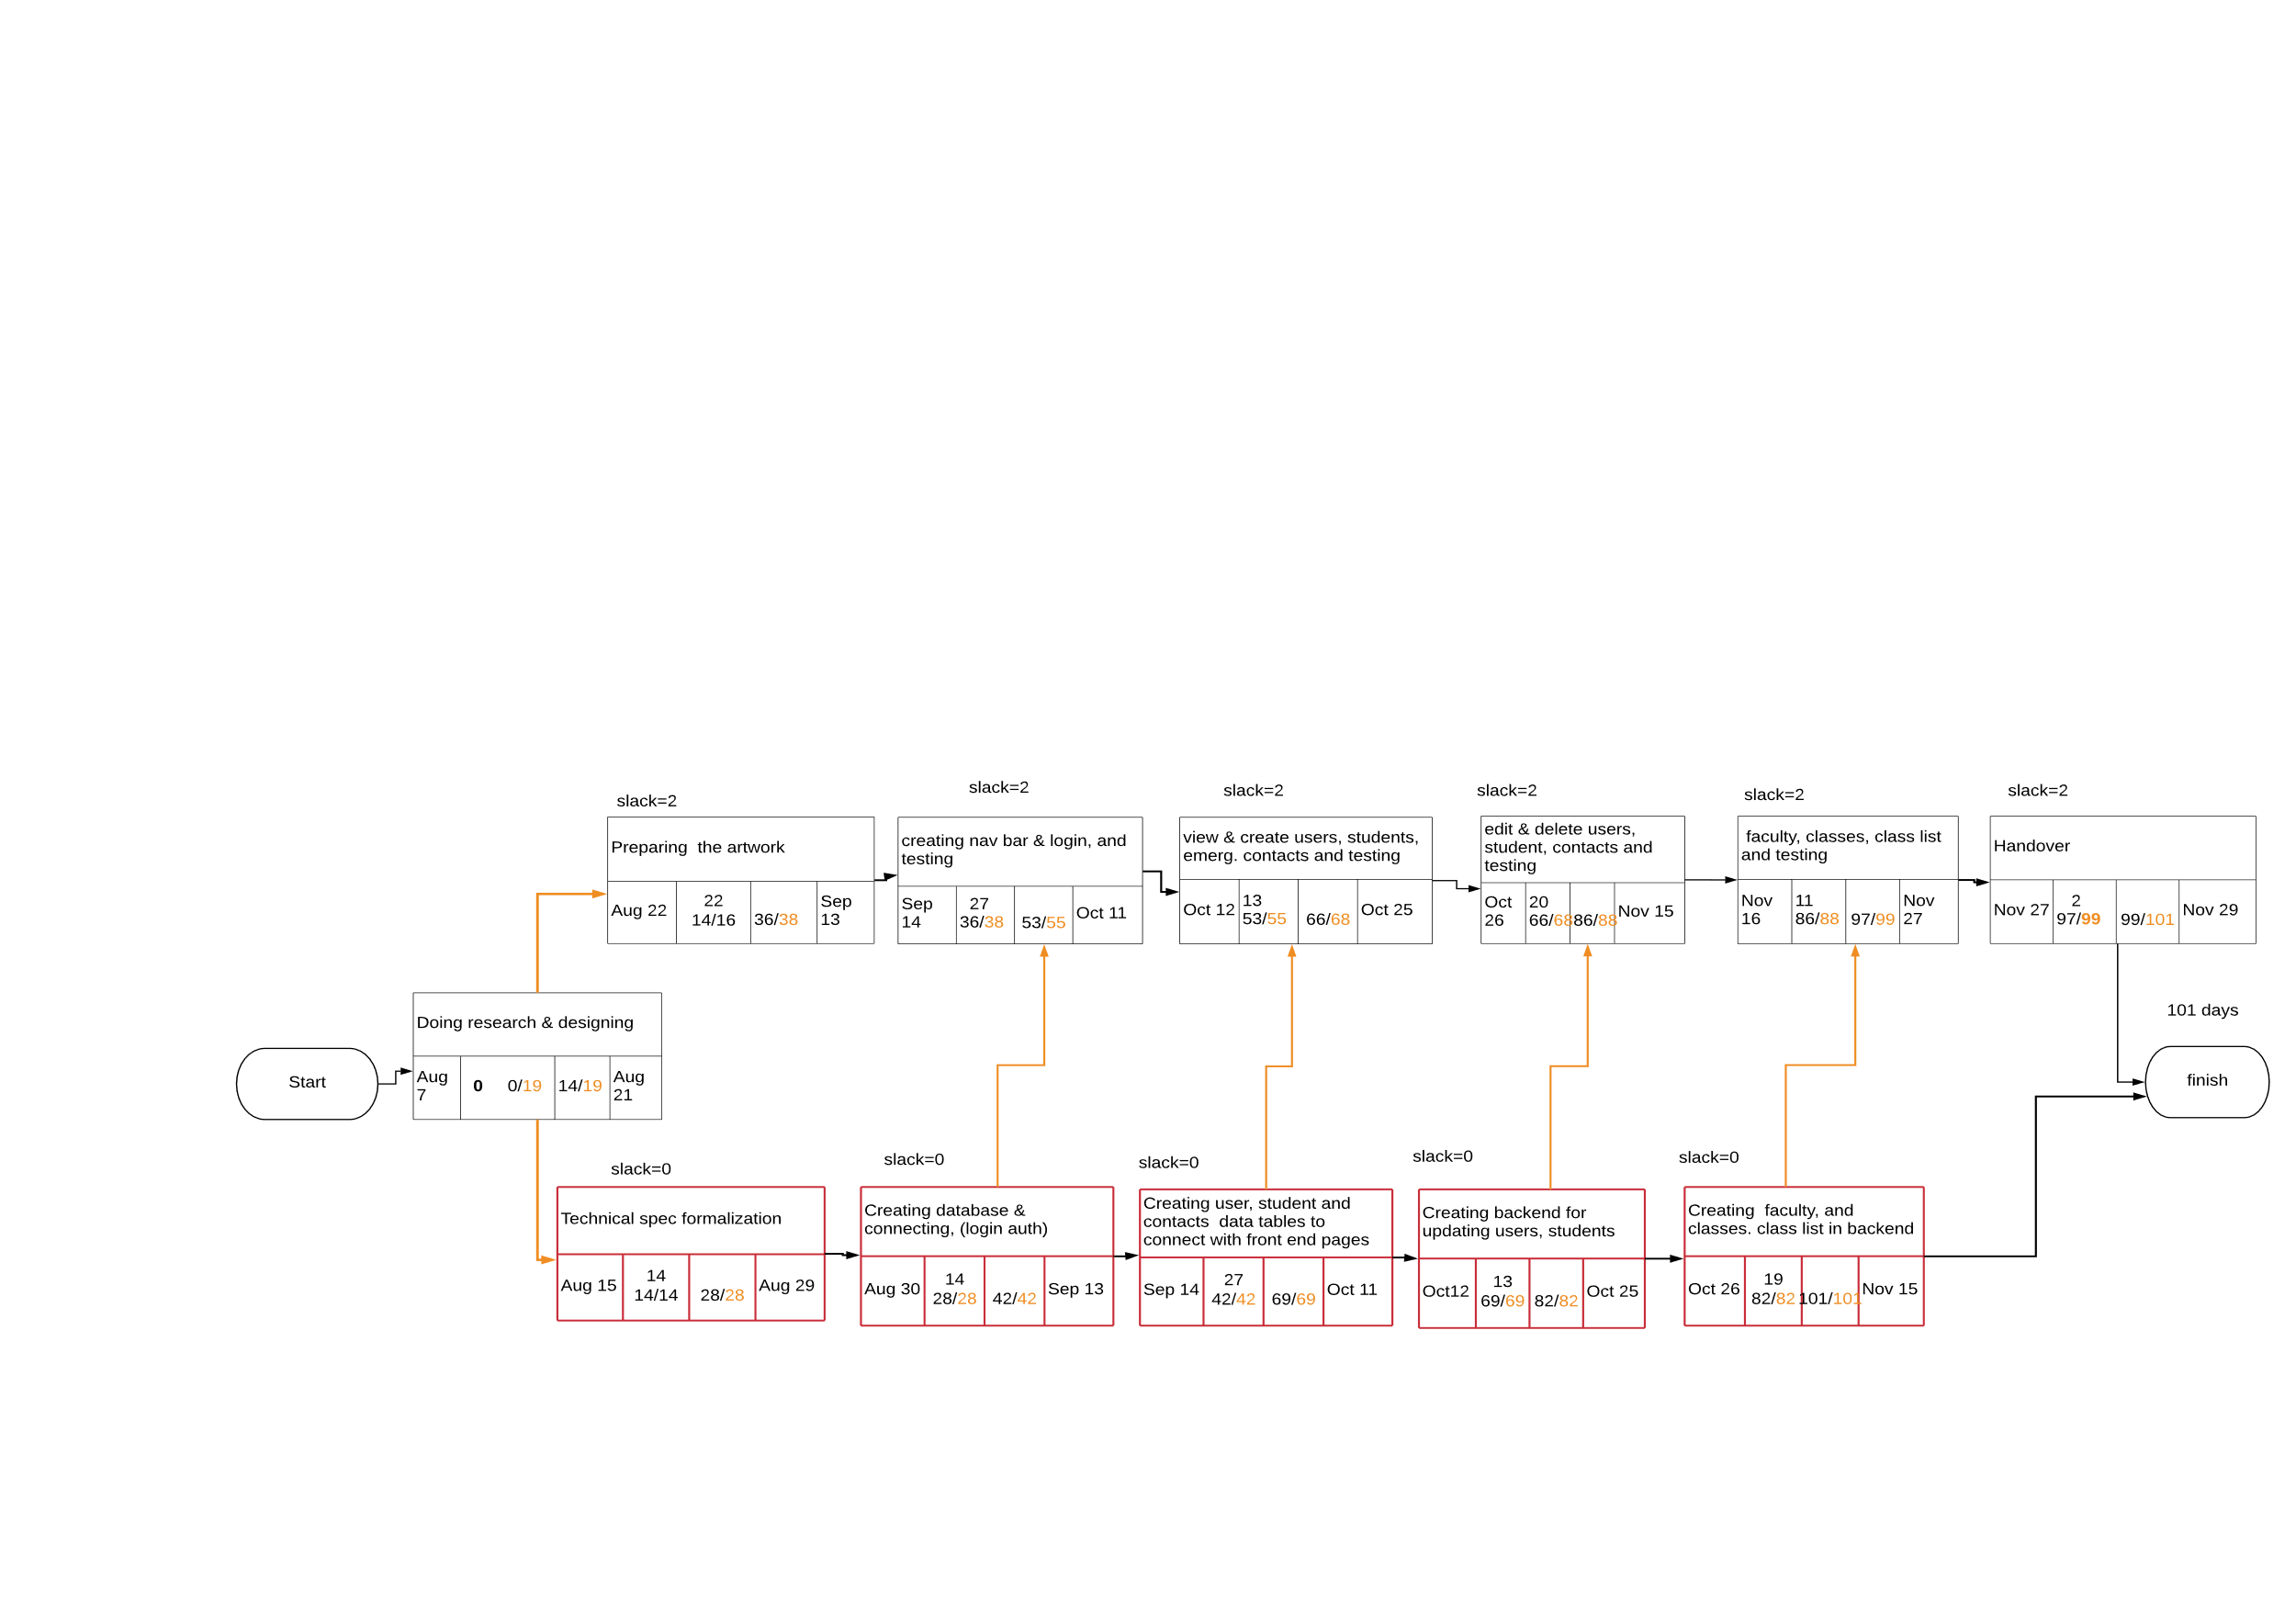 slack=2
slack=2
slack=2
slack=2
slack=2
slack=2
Preparing  the artwork
Aug 22
22
14/16
36/38
Sep
13
creating nav bar & login, and
testing
Sep
14
27
36/38
53/55
Oct 11
view & create users, students,
emerg. contacts and testing
Oct 12
13
53/55
66/68
Oct 25
edit & delete users,
student, contacts and
testing
Oct
26
20
66/68
86/88
Nov 15
faculty, classes, class list
and testing
Nov
16
11
86/88
97/99
Nov
27
Handover
Nov 27
2
97/99
99/101
Nov 29
101 days
Start
Doing research & designing
Aug
7
0 0/19
14/19
Aug
21
finish
slack=0
slack=0
slack=0
slack=0
slack=0
Technical spec formalization
Aug 15
14
14/14
28/28
Aug 29
Creating database &
connecting, (login auth)
Aug 30
14
28/28
42/42
Sep 13
Creating user, student and
contacts  data tables to
connect with front end pages
Sep 14
27
42/42
69/69
Oct 11
Creating backend for
updating users, students
Oct12
13
69/69
82/82
Oct 25
Creating  faculty, and
classes. class list in backend
Oct 26
19
82/82
101/101
Nov 15